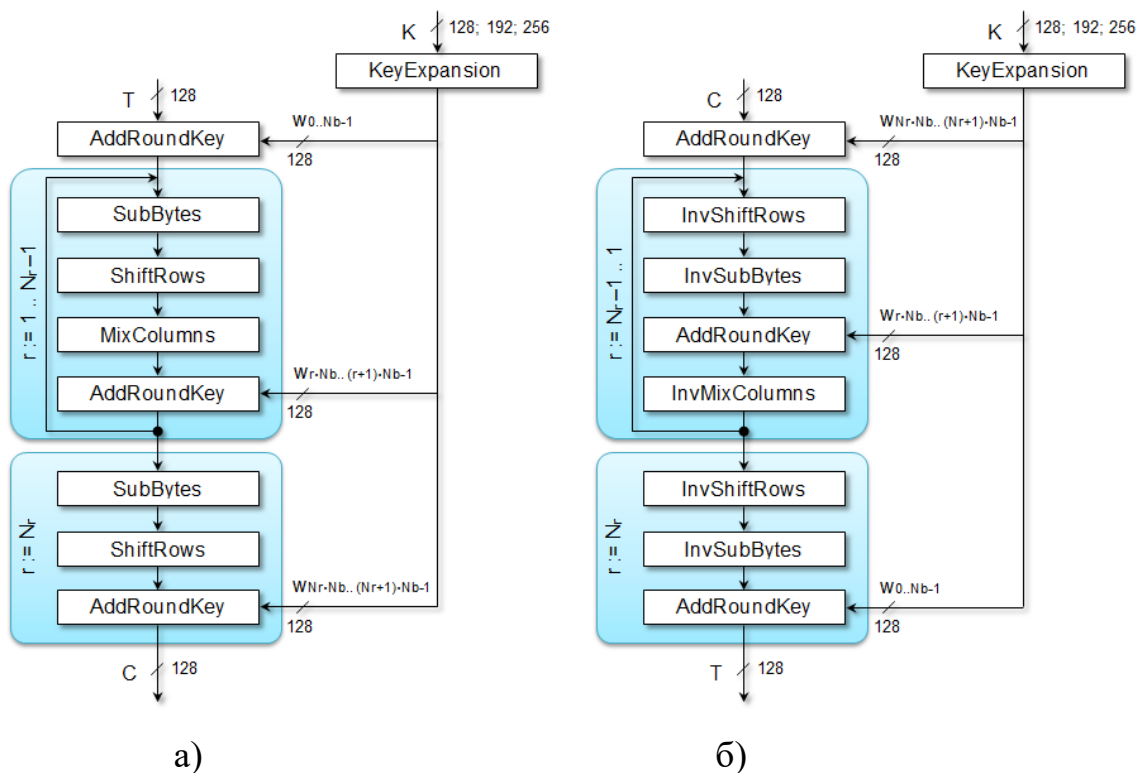 K
128; 192; 256
KeyExpansion
T
128
W0..Nb-1
128
AddRoundKey
r := 1 .. Nr–1
SubBytes
ShiftRows
MixColumns
Wr·Nb.. (r+1)·Nb-1
128
AddRoundKey
r := Nr
SubBytes
ShiftRows
WNr·Nb.. (Nr+1)·Nb-1
128
AddRoundKey
C
128
а)
K
128; 192; 256
KeyExpansion
C
128
WNr·Nb.. (Nr+1)·Nb-1
128
AddRoundKey
r := Nr–1 .. 1
InvShiftRows
InvSubBytes
Wr·Nb.. (r+1)·Nb-1
128
AddRoundKey
InvMixColumns
r := Nr
InvShiftRows
InvSubBytes
W0..Nb-1
128
AddRoundKey
T
128
б)